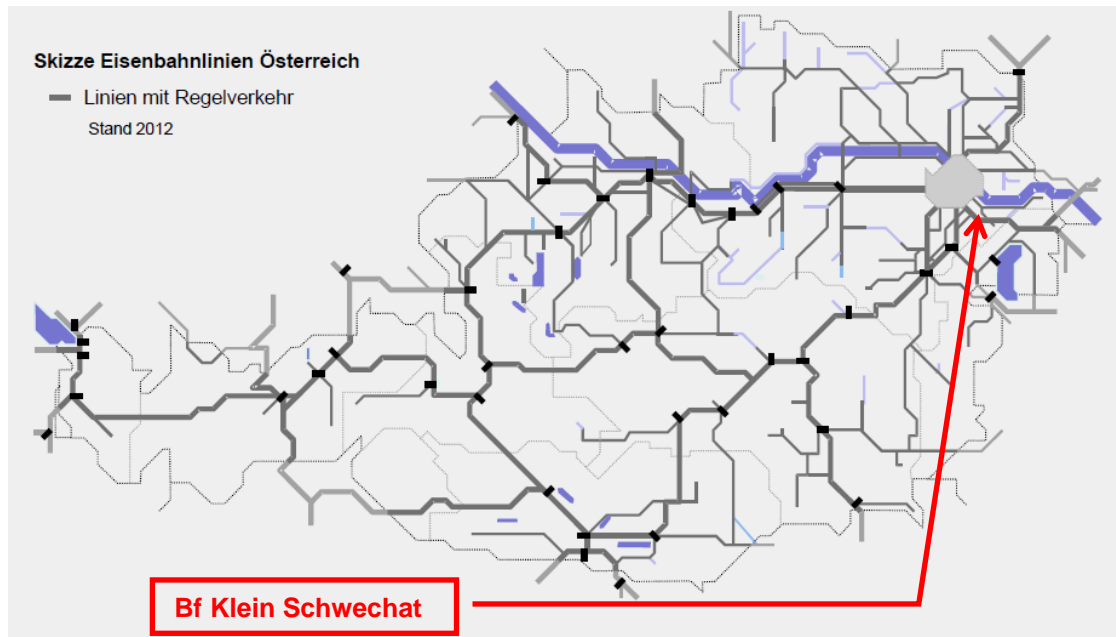 Skizze Eisenbahnlinien Österreich
Linien mit Regelverkehr
Stand 2012
Bf Klein Schwechat